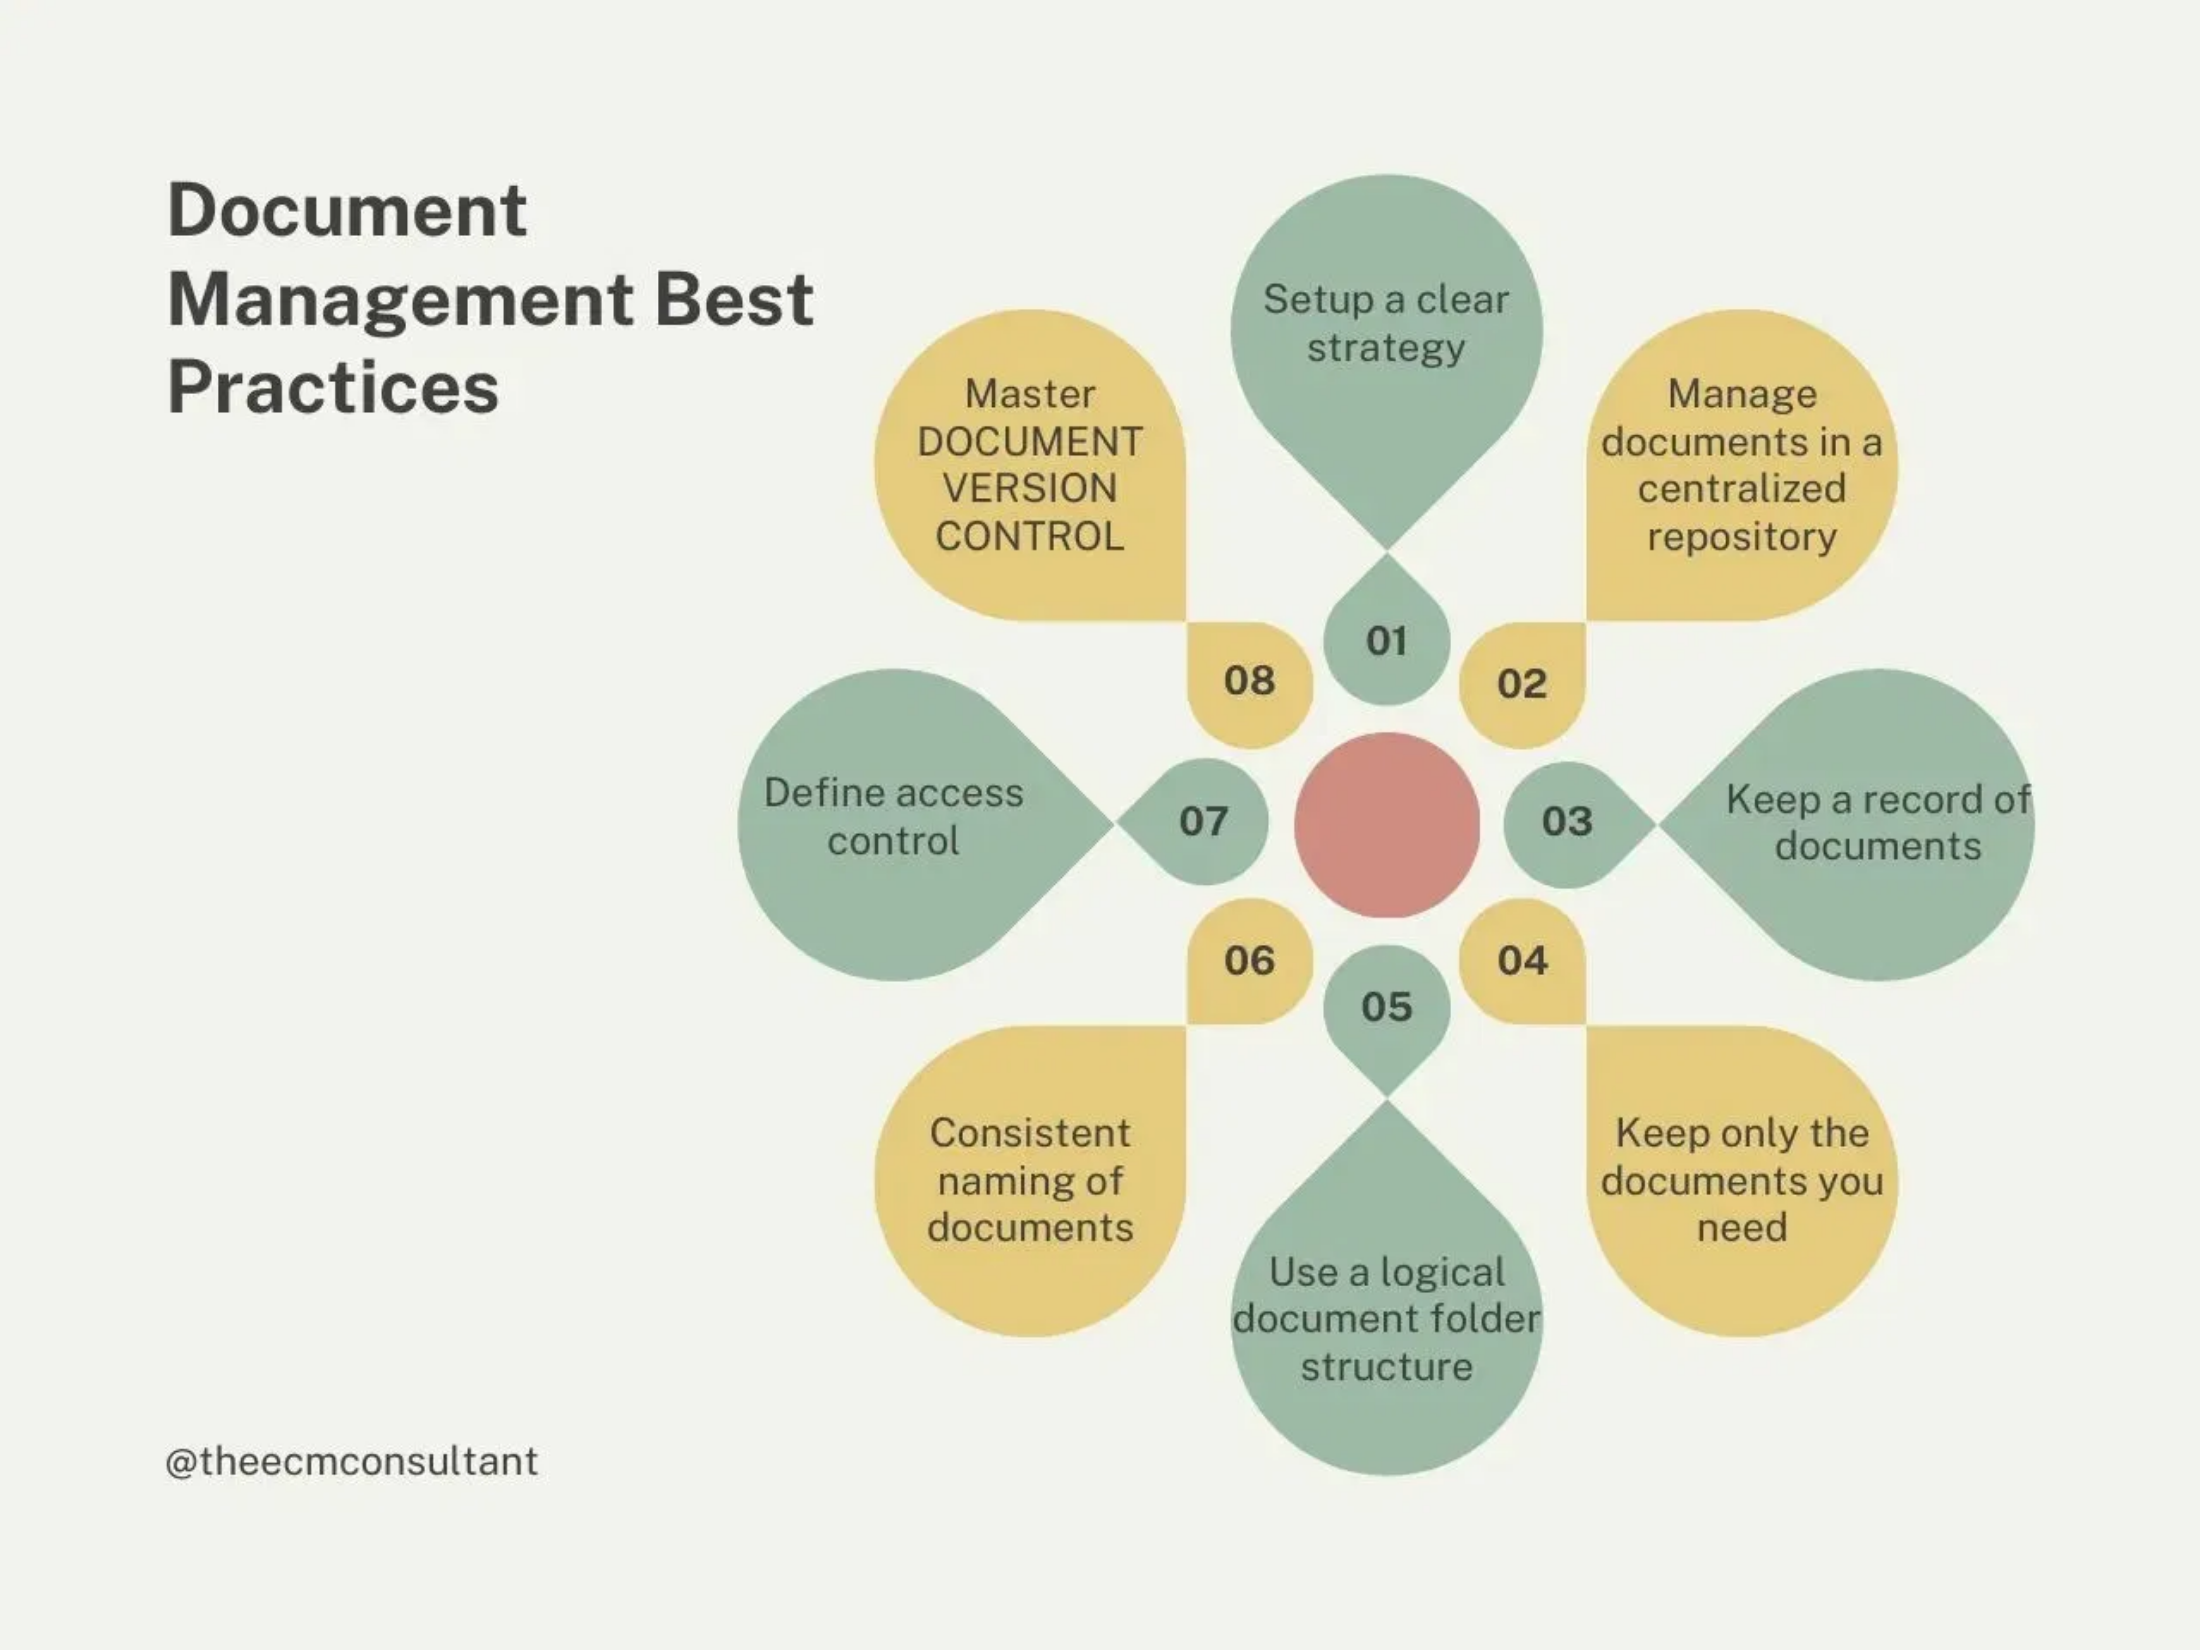 Document
Management Best
Practices
Setup a clear
strategy
01
Manage
documents in a
centralized
repository
02
Keep a record of
documents
03
Keep only the
documents you
need
04
Use a logical
document folder
structure
05
Consistent
naming of
documents
06
Define access
control
07
Master
DOCUMENT
VERSION
CONTROL
08
@theecmconsultant